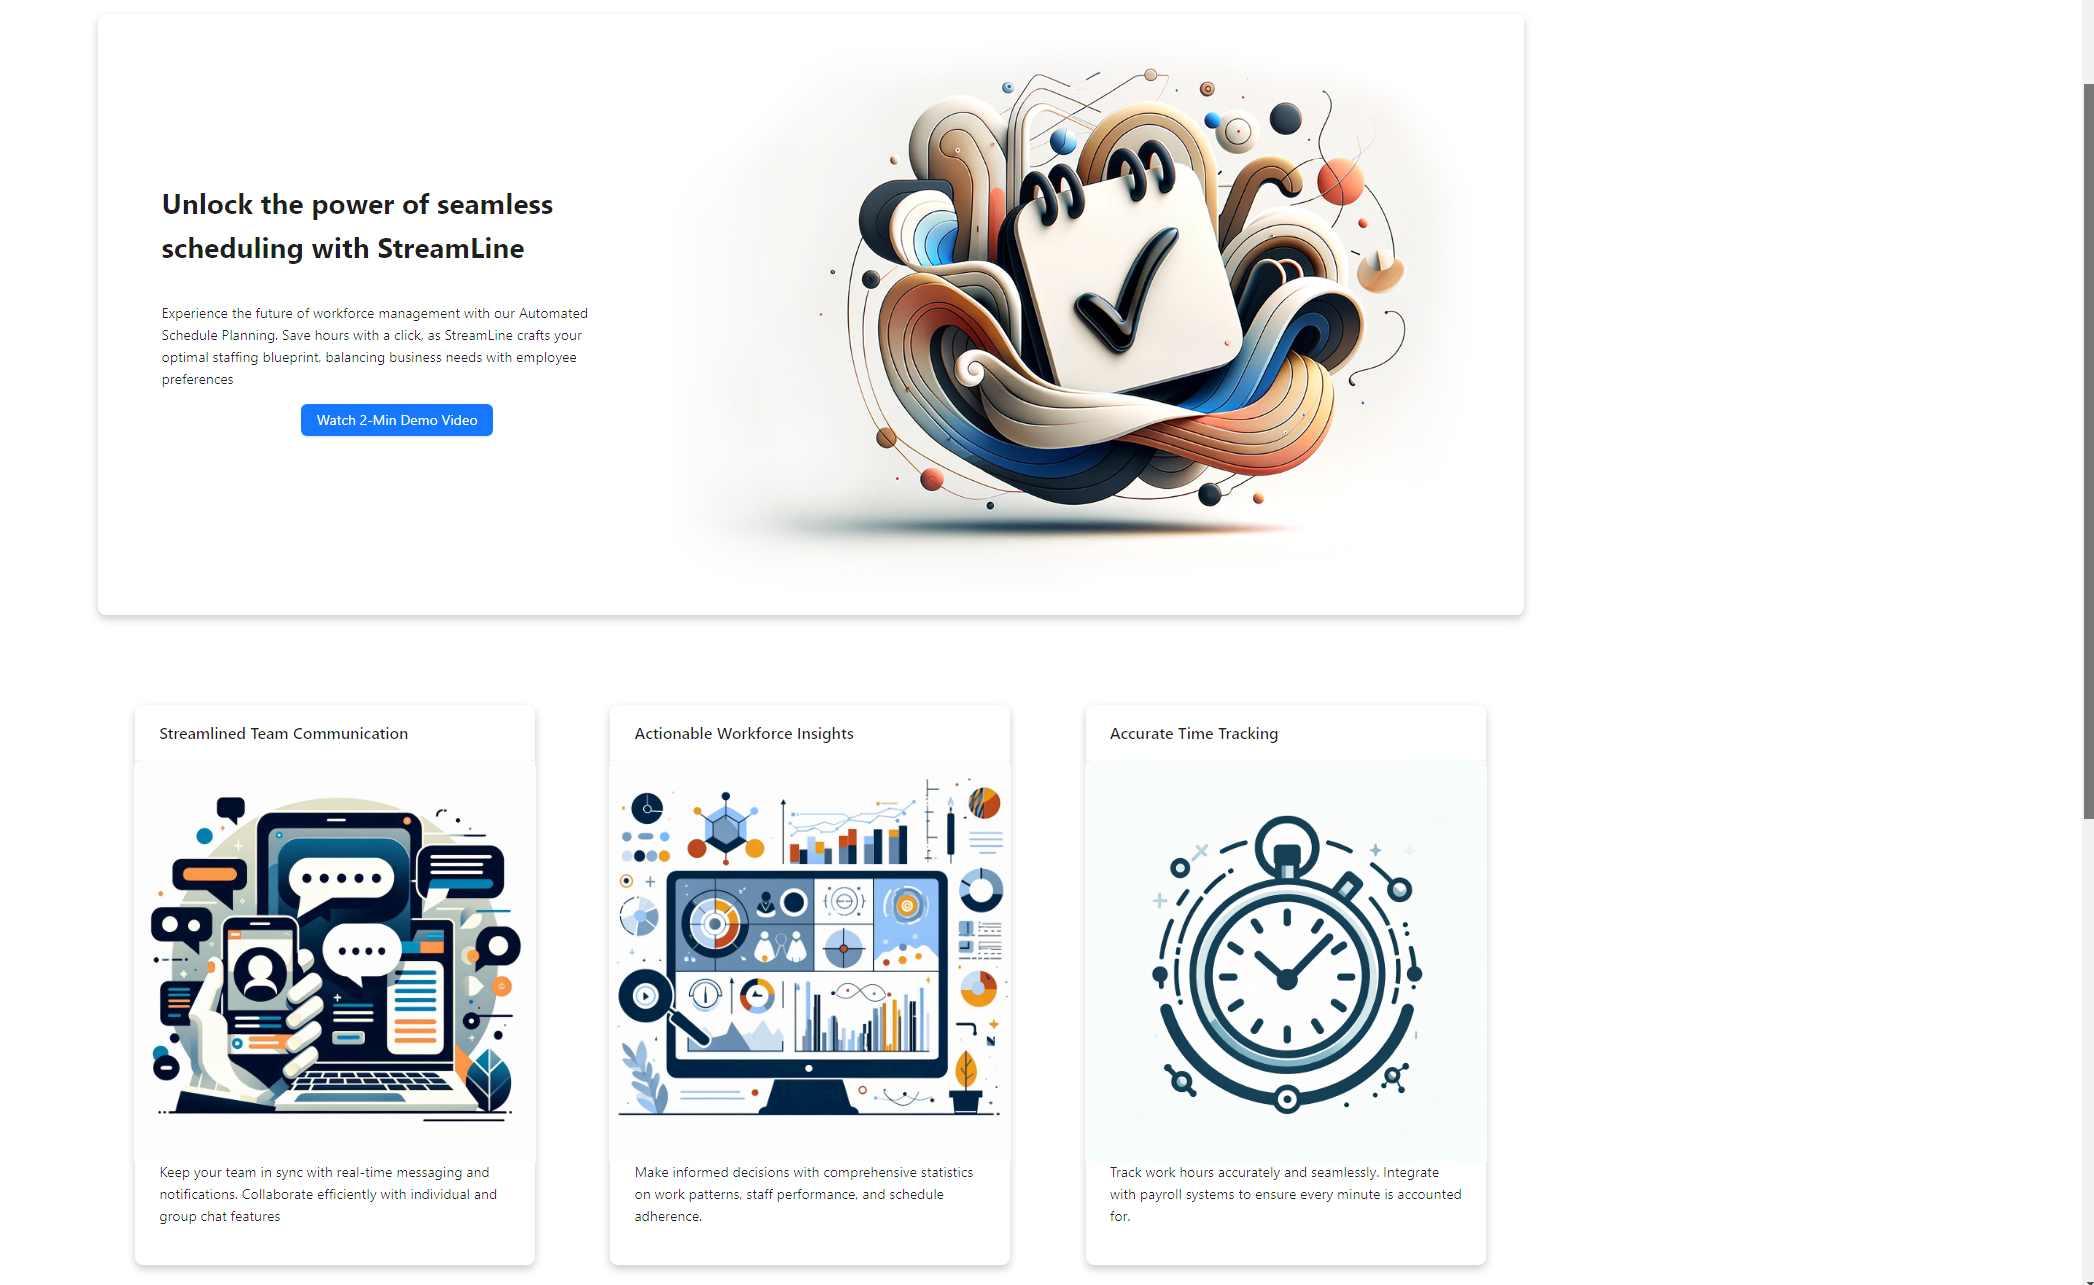 Unlock the power of seamless
scheduling with StreamLine
Experience the future of workforce management with our Automated
Schedule Planning. Save hours with a click, as StreamLine crafts your
optimal staffing blueprint, balancing business needs with employee
preferences
Watch 2-Min Demo Video
Streamlined Team Communication
Actionable Workforce Insights
Accurate Time Tracking
Keep your team in sync with real-time messaging and
notifications. Collaborate efficiently with individual and
group chat features
Make informed decisions with comprehensive statistics
on work patterns, staff performance, and schedule
adherence.
Track work hours accurately and seamlessly. Integrate
with payroll systems to ensure every minute is accounted
for.